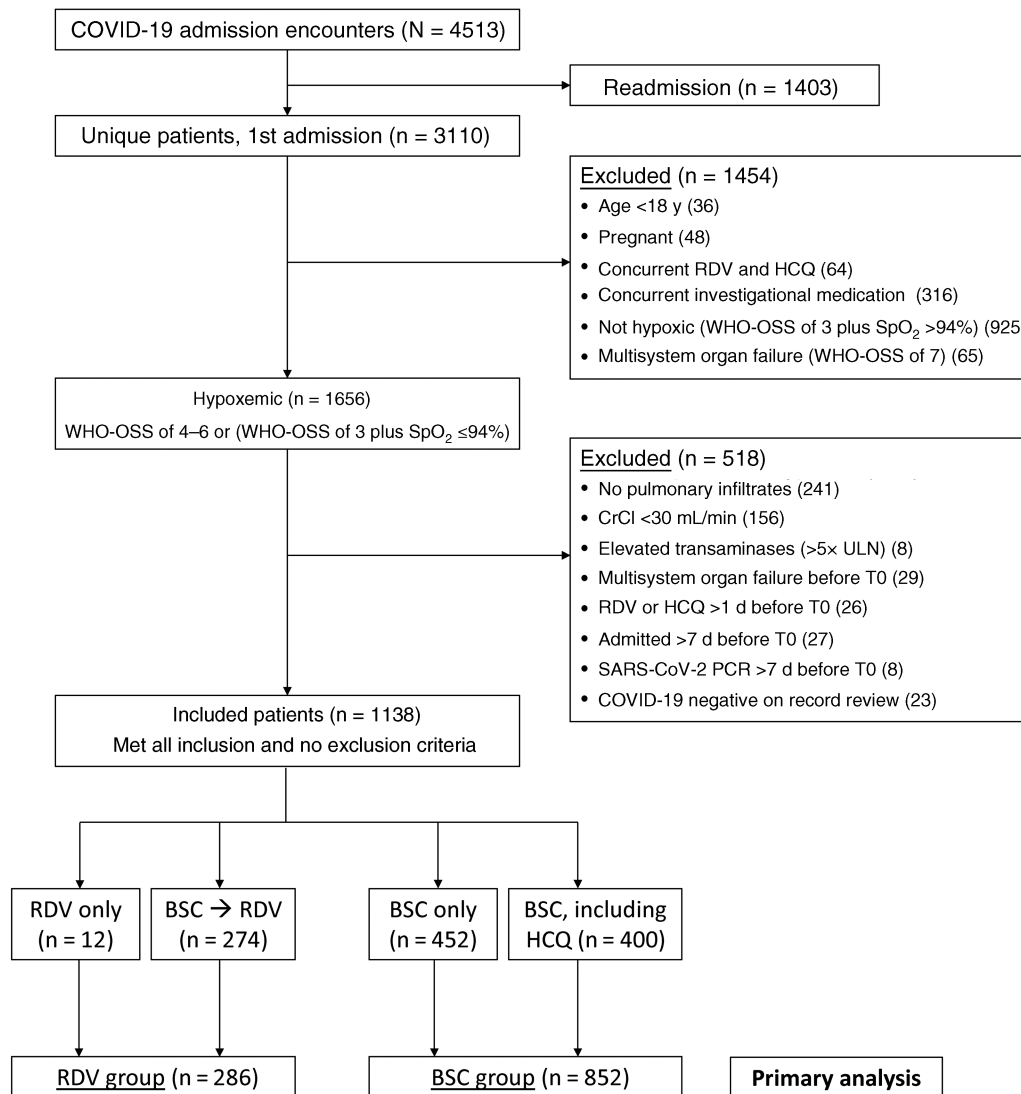 COVID-19 admission encounters (N = 4513)
Readmission (n = 1403)
Unique patients, 1st admission (n = 3110)
Excluded (n = 1454)
• Age <18 y (36)
• Pregnant (48)
• Concurrent RDV and HCQ (64)
• Concurrent investigational medication (316)
• Not hypoxic (WHO-OSS of 3 plus SpO₂ >94%) (925
• Multisystem organ failure (WHO-OSS of 7) (65)
Hypoxemic (n = 1656)
WHO-OSS of 4–6 or (WHO-OSS of 3 plus SpO₂ ≤94%)
Excluded (n = 518)
• No pulmonary infiltrates (241)
• CrCl <30 mL/min (156)
• Elevated transaminases (>5× ULN) (8)
• Multisystem organ failure before T0 (29)
• RDV or HCQ >1 d before T0 (26)
• Admitted >7 d before T0 (27)
• SARS-CoV-2 PCR >7 d before T0 (8)
• COVID-19 negative on record review (23)
Included patients (n = 1138)
Met all inclusion and no exclusion criteria
RDV only
(n = 12)
BSC → RDV
(n = 274)
BSC only
(n = 452)
BSC, including
HCQ (n = 400)
RDV group (n = 286)
BSC group (n = 852)
Primary analysis